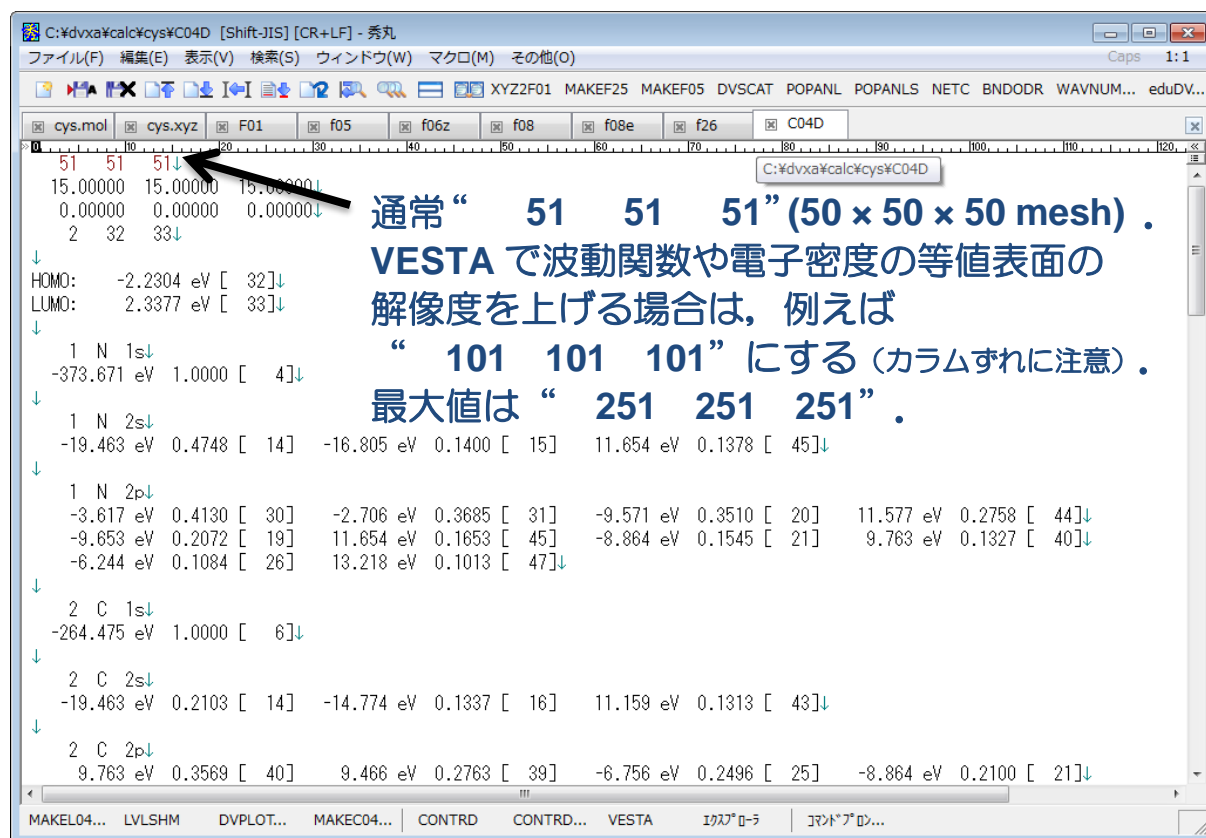 C:¥dvxa¥calc¥cys¥C04D [Shift-JIS] [CR+LF] - 秀丸
ファイル(F) 編集(E) 表示(V) 検索(S) ウィンドウ(W) マクロ(M) その他(O) Caps 1:1
XYZ2F01 MAKEF25 MAKEF05 DVSCAT POPANL POPANLS NETC BNDODR WAVNUM... eduDV...
cys.mol cys.xyz F01 f05 f06z f08 f08e f26 C04D
0 10 20 30 40 50 60 70 80 90 100 110 120
C:¥dvxa¥calc¥cys¥C04D
51 51 51↓
15.00000 15.00000 15.00000↓
0.00000 0.00000 0.00000↓
2 32 33↓
↓
HOMO: -2.2304 eV [ 32]↓
LUMO: 2.3377 eV [ 33]↓
↓
1 N 1s↓
-373.671 eV 1.0000 [ 4]↓
↓
1 N 2s↓
-19.463 eV 0.4748 [ 14] -16.805 eV 0.1400 [ 15] 11.654 eV 0.1378 [ 45]↓
↓
1 N 2p↓
-3.617 eV 0.4130 [ 30] -2.706 eV 0.3685 [ 31] -9.571 eV 0.3510 [ 20] 11.577 eV 0.2758 [ 44]↓
-9.653 eV 0.2072 [ 19] 11.654 eV 0.1653 [ 45] -8.864 eV 0.1545 [ 21] 9.763 eV 0.1327 [ 40]↓
-6.244 eV 0.1084 [ 26] 13.218 eV 0.1013 [ 47]↓
↓
2 C 1s↓
-264.475 eV 1.0000 [ 6]↓
↓
2 C 2s↓
-19.463 eV 0.2103 [ 14] -14.774 eV 0.1337 [ 16] 11.159 eV 0.1313 [ 43]↓
↓
2 C 2p↓
9.763 eV 0.3569 [ 40] 9.466 eV 0.2763 [ 39] -6.756 eV 0.2496 [ 25] -8.864 eV 0.2100 [ 21]↓
通常“ 51 51 51”(50 × 50 × 50 mesh)．
VESTA で波動関数や電子密度の等値表面の
解像度を上げる場合は，例えば
“ 101 101 101”にする（カラムずれに注意）．
最大値は“ 251 251 251”．
MAKEL04... LVLSHM DVPLOT... MAKEC04... CONTRD CONTRD... VESTA ｴｸｽﾌﾟﾛｰﾗ ｺﾏﾝﾄﾞﾌﾟﾛﾝ...